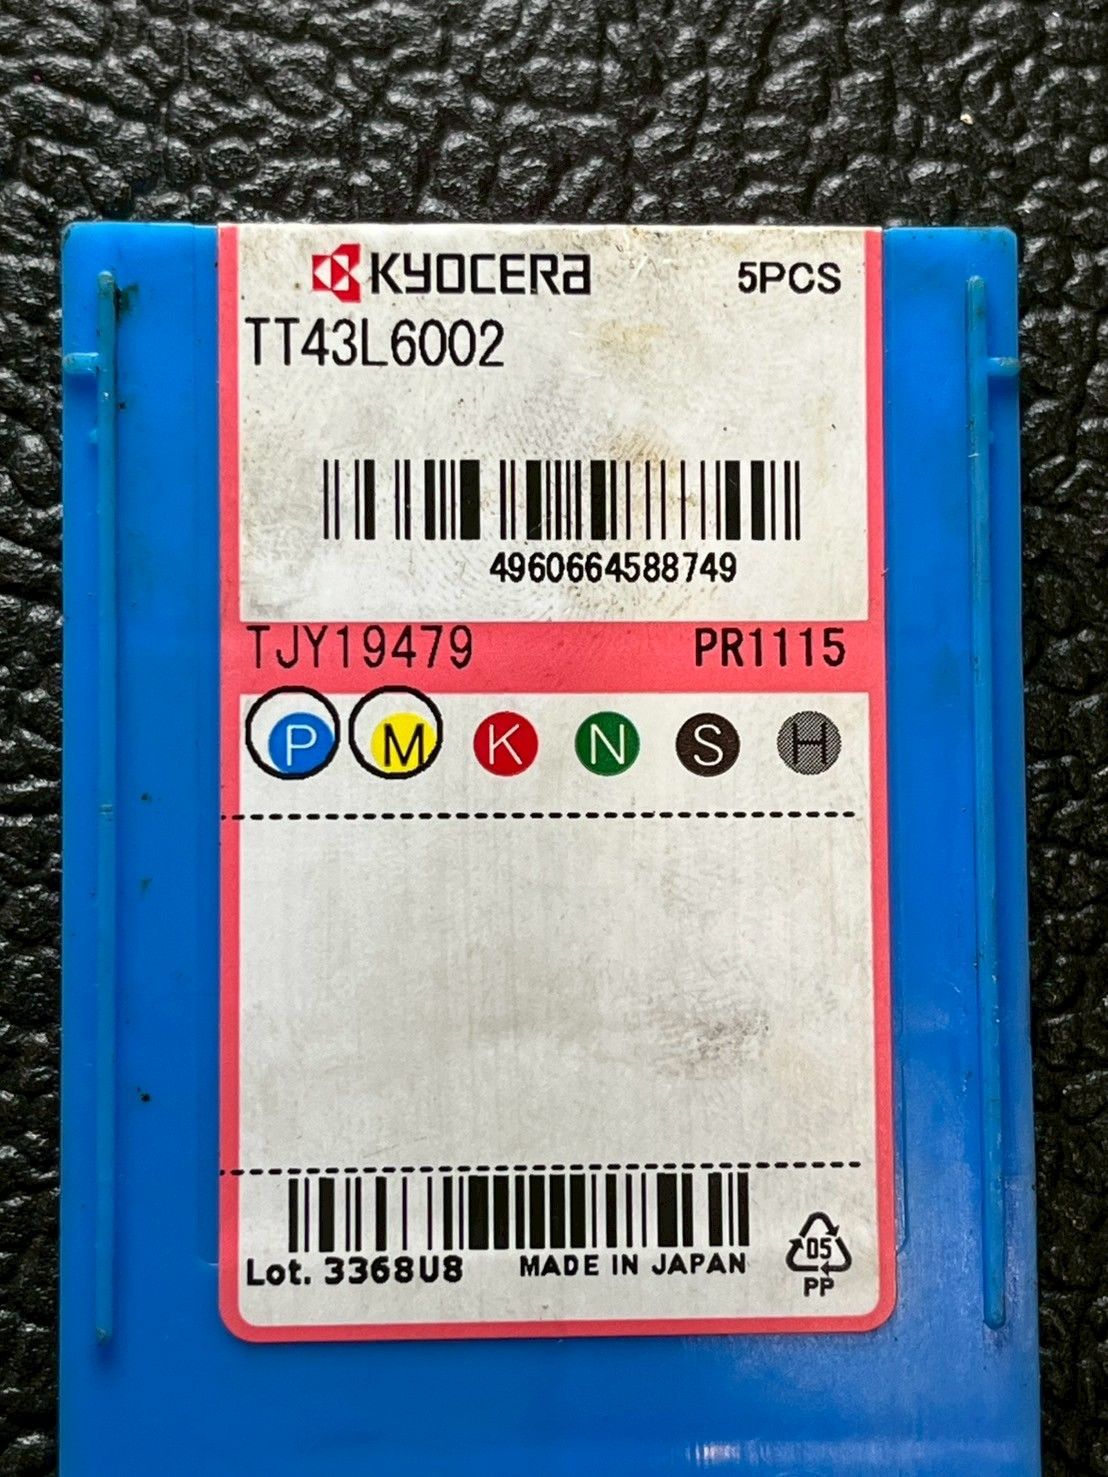 KYOCERA 5PCS
TT43L6002
4960664588749
TJY19479 PR1115
P M K N S H
Lot. 3368U8 MADE IN JAPAN
05
PP